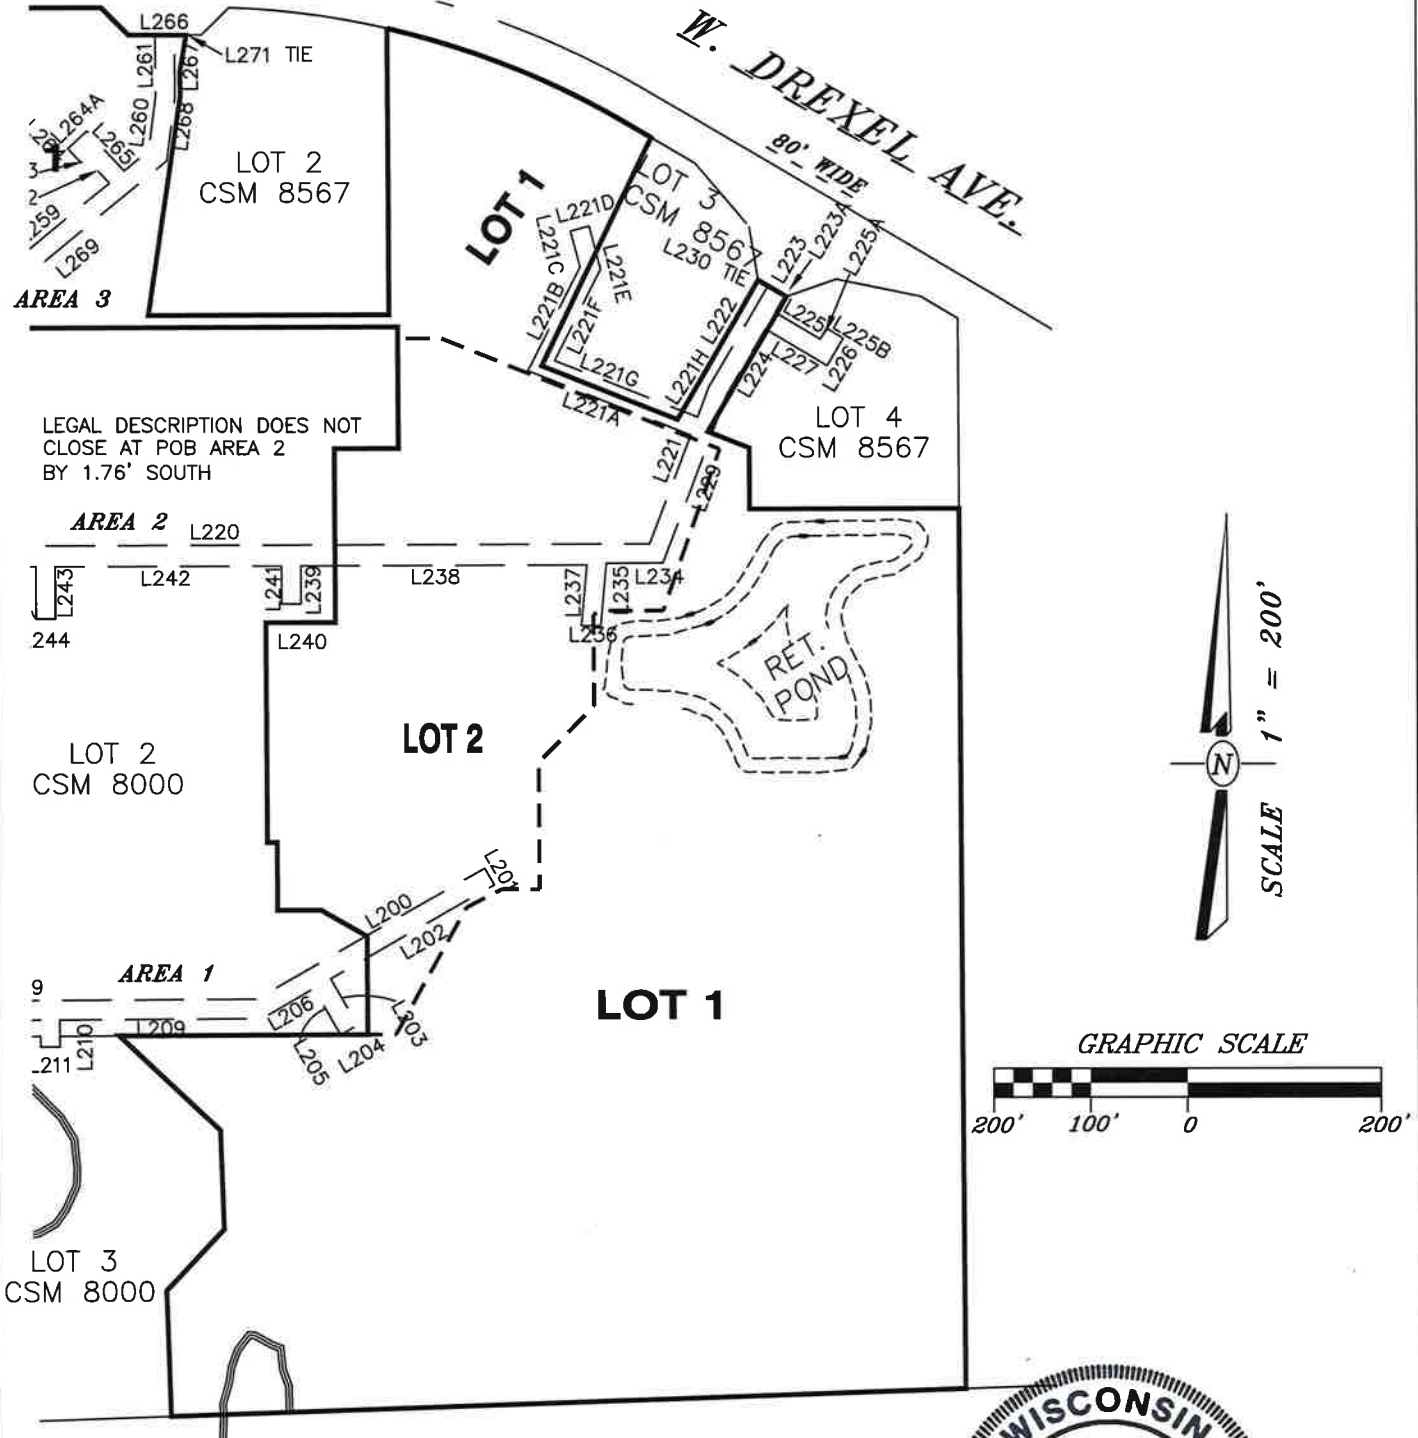 L266
L271 TIE
L261
L267
L260
L268
L264A
L265
1
3
2
259
L269
AREA 3
LOT 2
CSM 8567
LOT 1
W. DREXEL AVE.
80' WIDE
LOT 3
CSM 8567
L230 TIE
L223
L223A
L225A
L221D
L221C
L221E
L221B
L221F
L221G
L221A
L221H
L222
L224
L225
L225B
L226
L227
LOT 4
CSM 8567
LEGAL DESCRIPTION DOES NOT
CLOSE AT POB AREA 2
BY 1.76' SOUTH
L221
L229
AREA 2
L220
L243
L242
L241
L239
L238
L237
L235
L234
244
L240
L236
RET.
POND
LOT 2
LOT 2
CSM 8000
SCALE 1" = 200'
N
L201
L200
L202
AREA 1
9
L206
L203
L209
L210
L205
L204
L211
LOT 1
GRAPHIC SCALE
200' 100' 0 200'
LOT 3
CSM 8000
WISCONSIN